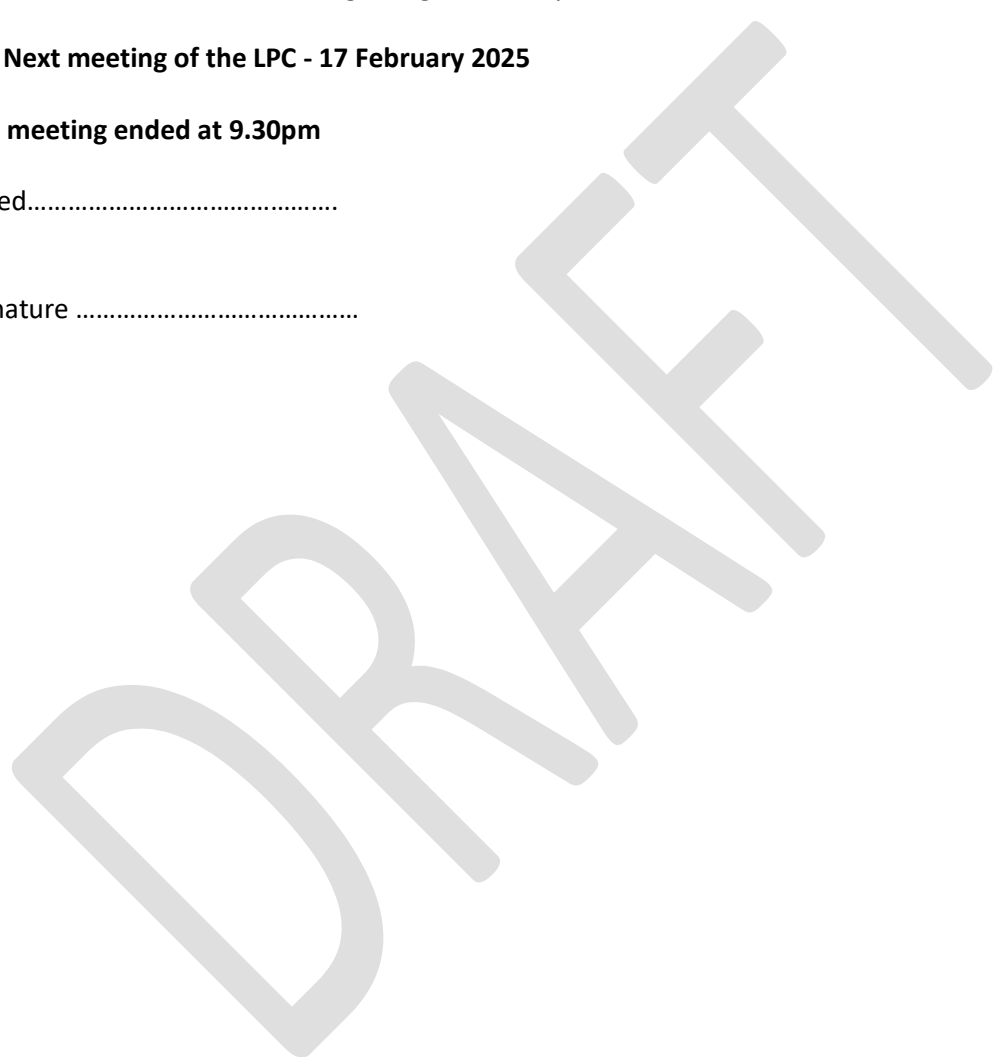 Next meeting of the LPC - 17 February 2025
meeting ended at 9.30pm
ed……………………………………….
nature ……………………………………
DRAFT